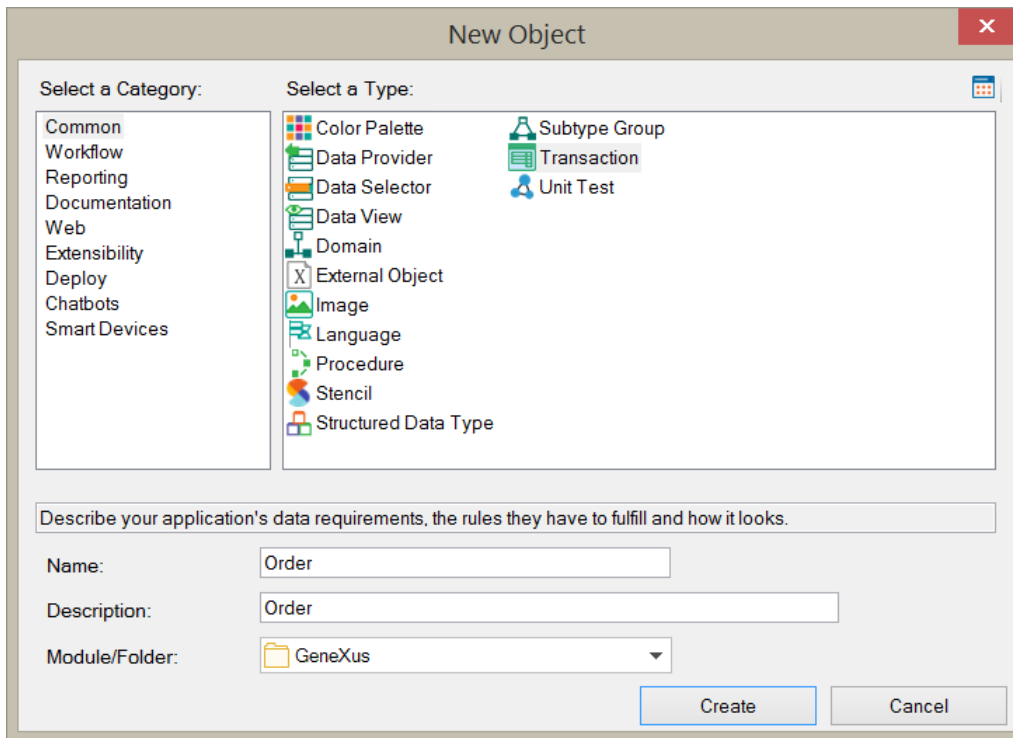 New Object
Select a Category:
Select a Type:
Common
Workflow
Reporting
Documentation
Web
Extensibility
Deploy
Chatbots
Smart Devices
Color Palette
Data Provider
Data Selector
Data View
Domain
External Object
Image
Language
Procedure
Stencil
Structured Data Type
Subtype Group
Transaction
Unit Test
Describe your application's data requirements, the rules they have to fulfill and how it looks.
Name: Order
Description: Order
Module/Folder: GeneXus
Create Cancel